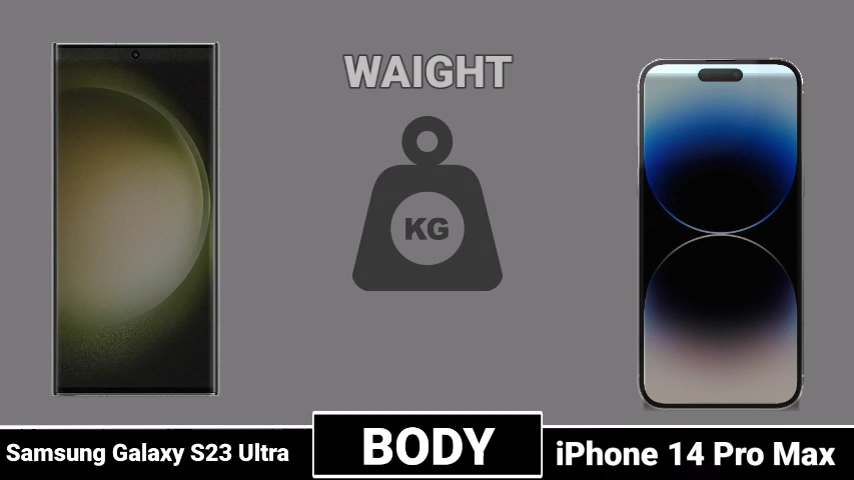 WAIGHT
KG
Samsung Galaxy S23 Ultra
BODY
iPhone 14 Pro Max